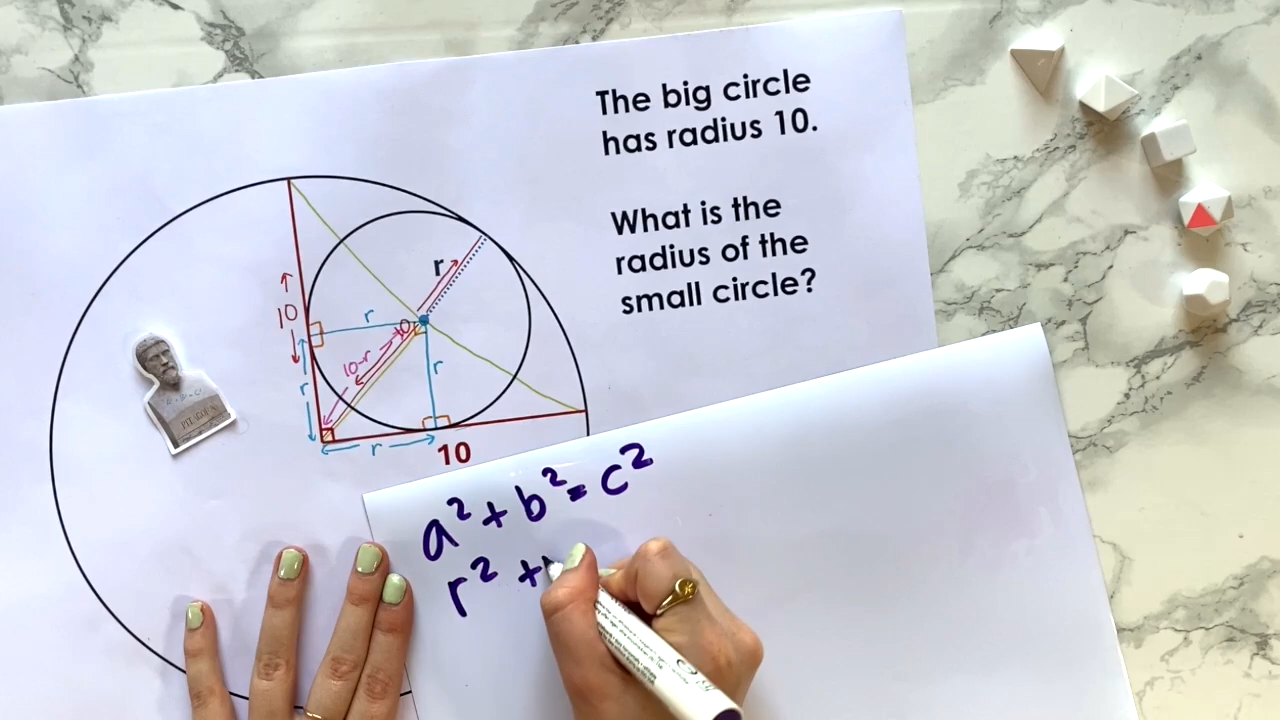 The big circle
has radius 10.
What is the
radius of the
small circle?
r
10
r
10-r
r
r
r
10
a² + b² = c²
r² +